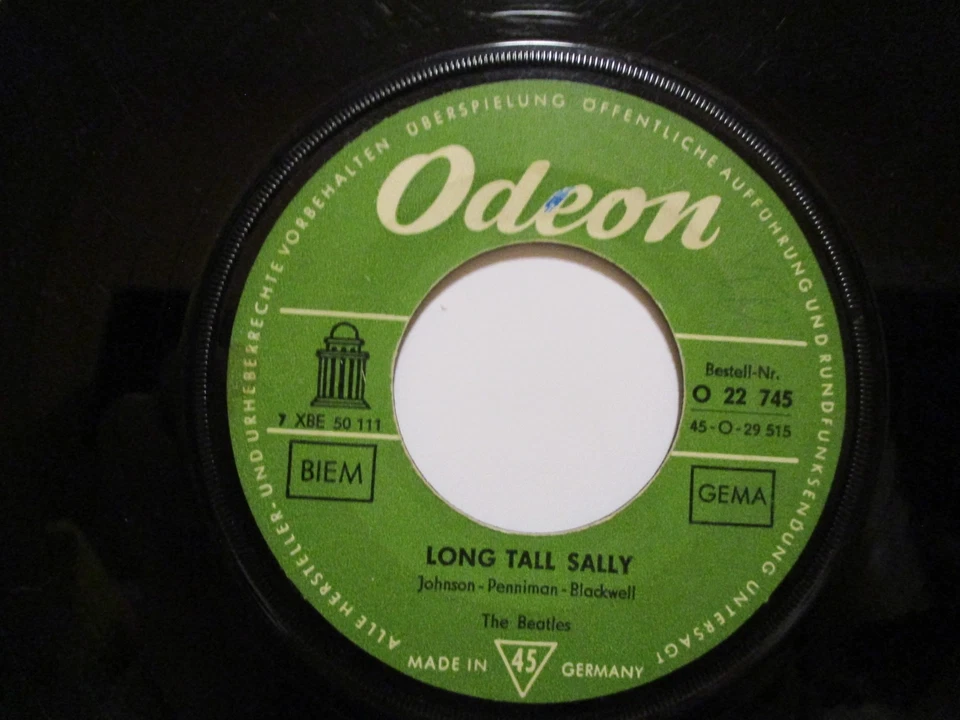 ALLE HERSTELLER- UND URHEBERRECHTE VORBEHALTEN ÜBERSPIELUNG ÖFFENTLICHE AUFFÜHRUNG UND RUNDFUNKSENDUNG UNTERSAGT
Odeon
7 XBE 50 111
BIEM
Bestell-Nr.
O 22 745
45-O-29 515
GEMA
LONG TALL SALLY
Johnson - Penniman - Blackwell
The Beatles
MADE IN 45 GERMANY